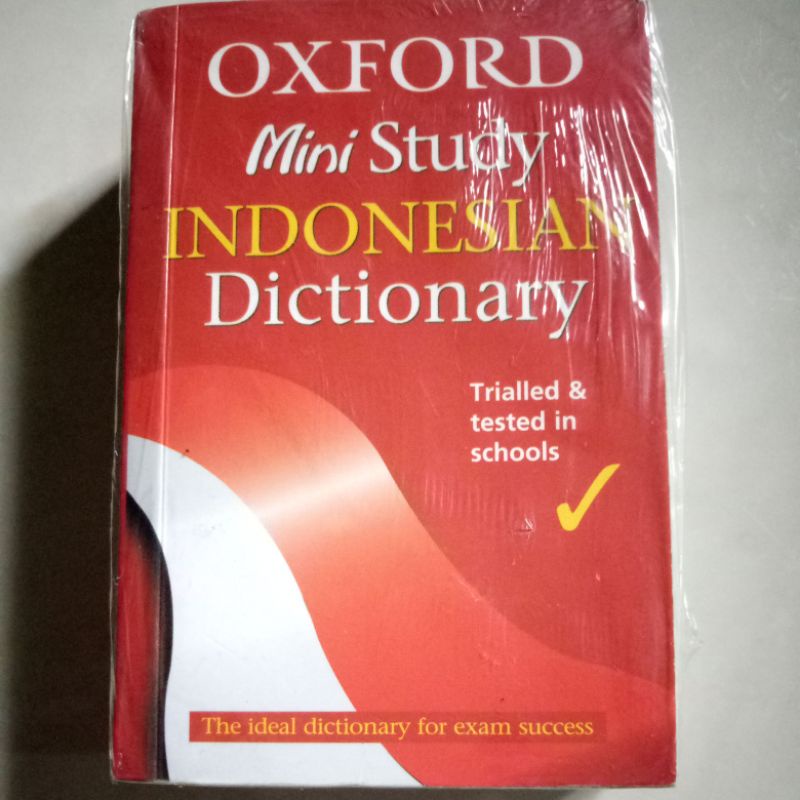 OXFORD
Mini Study
INDONESIAN
Dictionary
Trialled &
tested in
schools
The ideal dictionary for exam success